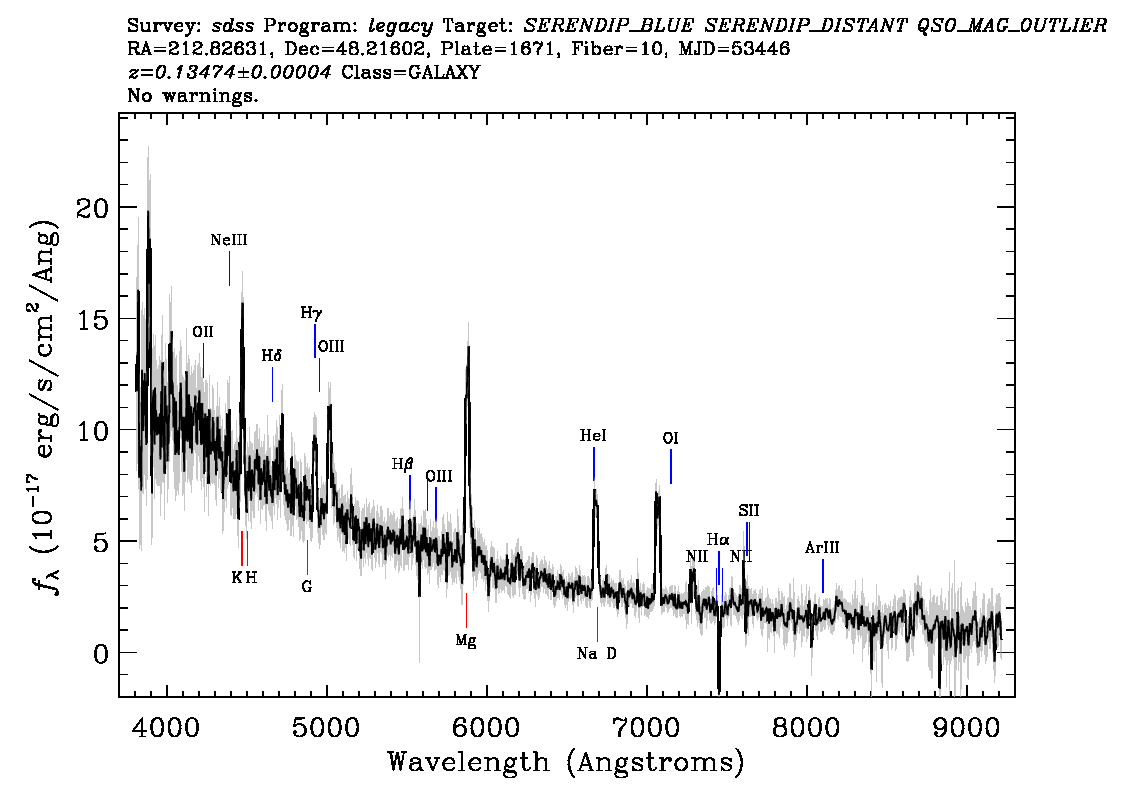 Survey: sdss Program: legacy Target: SERENDIP_BLUE SERENDIP_DISTANT QSO_MAG_OUTLIER
RA=212.82631, Dec=48.21602, Plate=1671, Fiber=10, MJD=53446
z=0.13474±0.00004 Class=GALAXY
No warnings.
20
15
10
5
0
f_λ (10^−17 erg/s/cm^2/Ang)
NeIII
OII
Hδ
Hγ
OIII
Hβ
OIII
HeI
OI
SII
Hα
NII
NII
ArIII
K H
G
Mg
Na D
4000 5000 6000 7000 8000 9000
Wavelength (Angstroms)